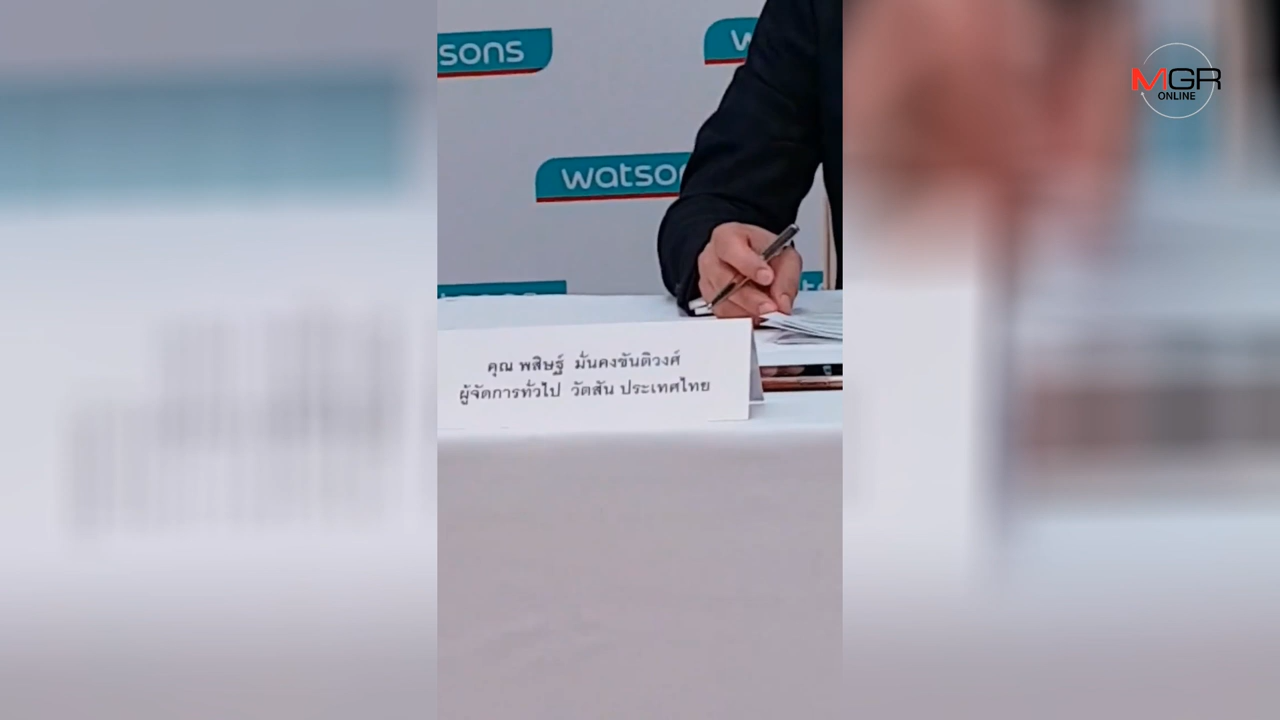 sons
w
MGR
ONLINE
watsons
คุณ พสิษฐ์ มั่นคงขันติวงศ์
ผู้จัดการทั่วไป วัตสัน ประเทศไทย